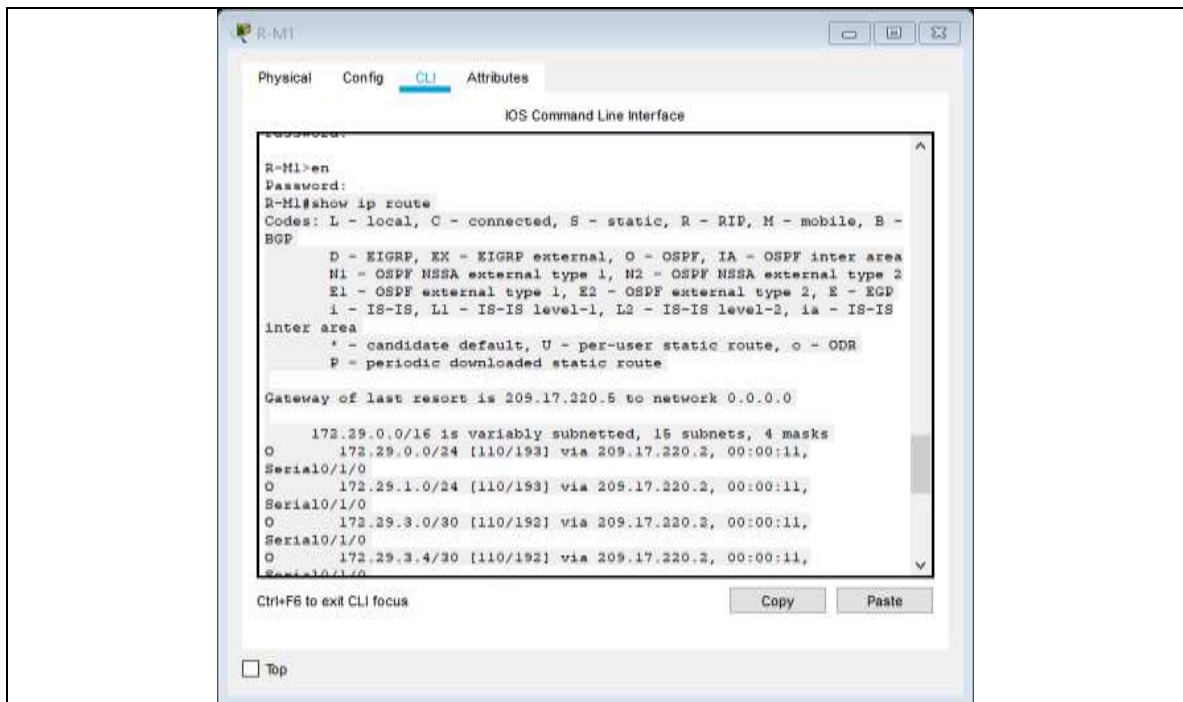 R-M1
Physical Config CLI Attributes
IOS Command Line Interface
Password:
R-M1>en
Password:
R-M1#show ip route
Codes: L - local, C - connected, S - static, R - RIP, M - mobile, B -
BGP
D - EIGRP, EX - EIGRP external, O - OSPF, IA - OSPF inter area
N1 - OSPF NSSA external type 1, N2 - OSPF NSSA external type 2
E1 - OSPF external type 1, E2 - OSPF external type 2, E - EGP
i - IS-IS, L1 - IS-IS level-1, L2 - IS-IS level-2, ia - IS-IS
inter area
* - candidate default, U - per-user static route, o - ODR
P - periodic downloaded static route
Gateway of last resort is 209.17.220.5 to network 0.0.0.0
172.29.0.0/16 is variably subnetted, 15 subnets, 4 masks
O 172.29.0.0/24 [110/193] via 209.17.220.2, 00:00:11,
Serial0/1/0
O 172.29.1.0/24 [110/193] via 209.17.220.2, 00:00:11,
Serial0/1/0
O 172.29.3.0/30 [110/192] via 209.17.220.2, 00:00:11,
Serial0/1/0
O 172.29.3.4/30 [110/192] via 209.17.220.2, 00:00:11,
Serial0/1/0
Ctrl+F6 to exit CLI focus
Copy Paste
Top